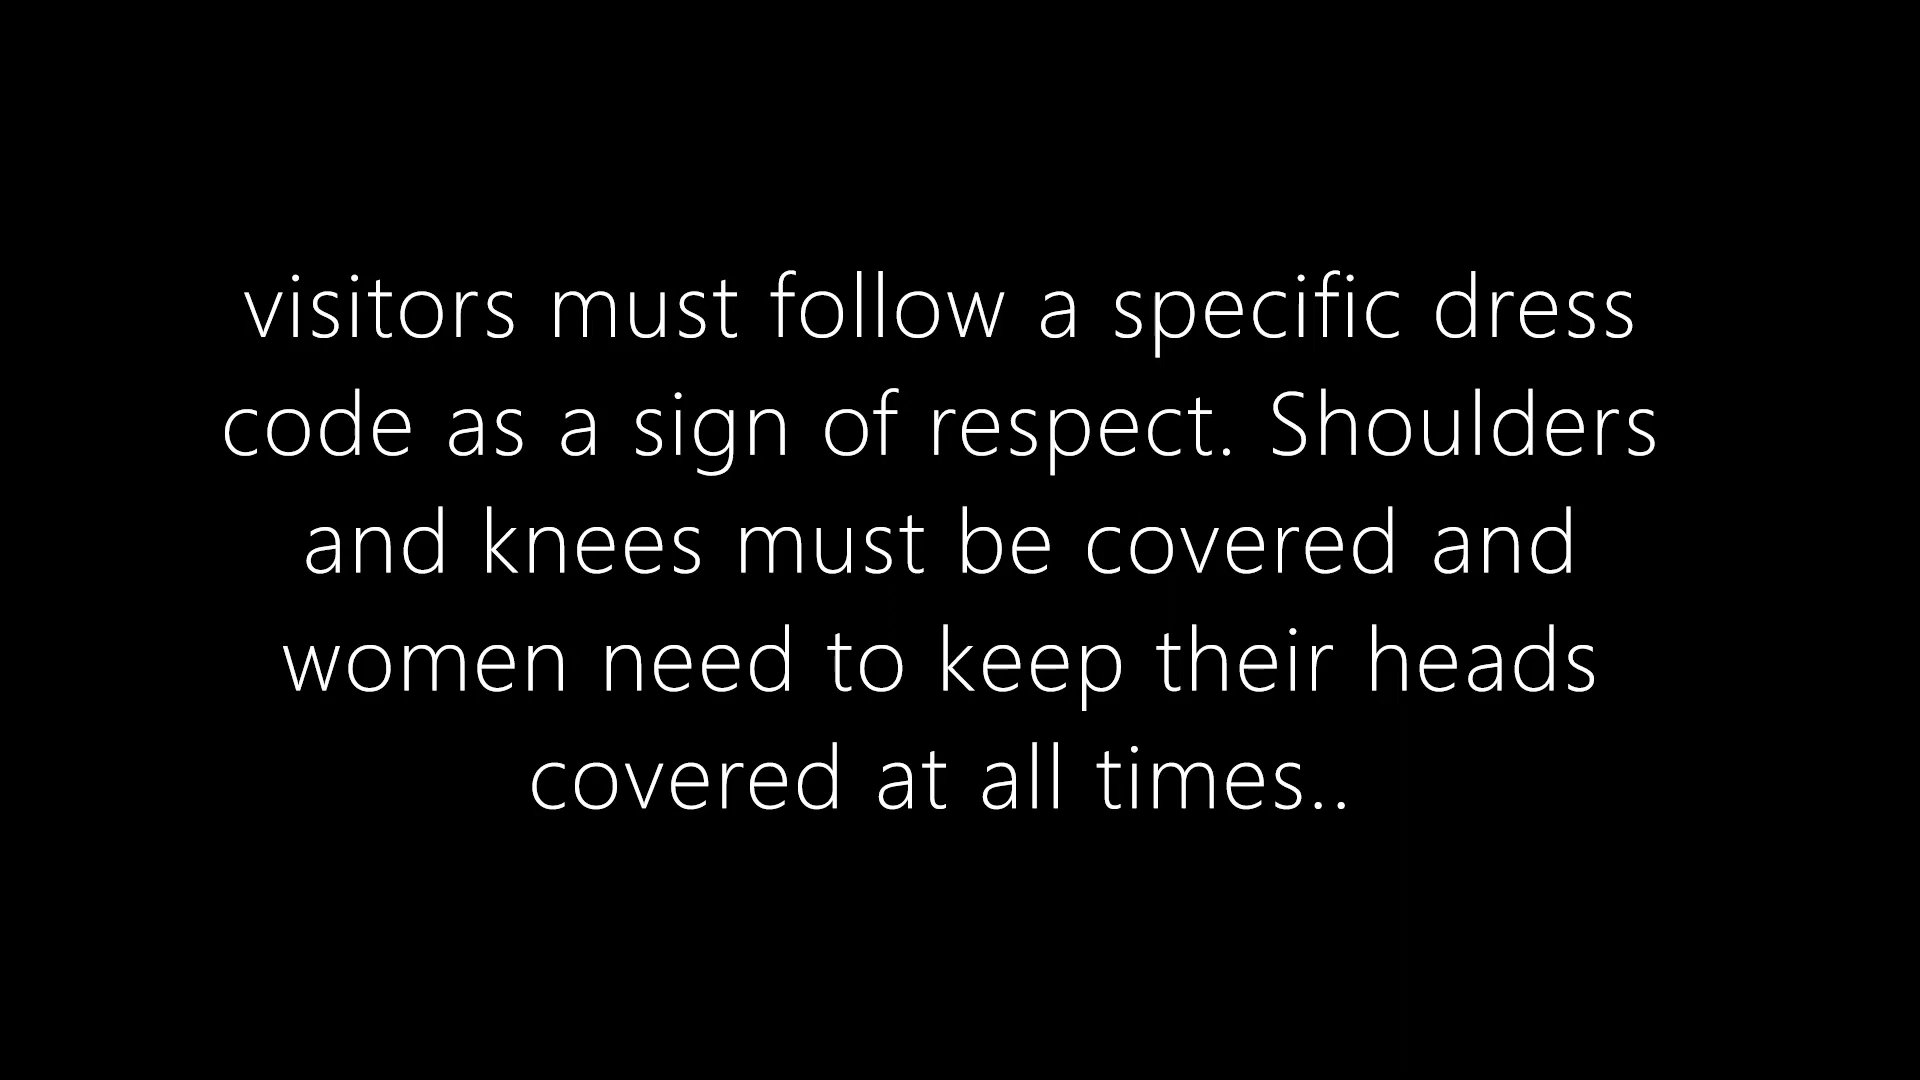 visitors must follow a specific dress
code as a sign of respect. Shoulders
and knees must be covered and
women need to keep their heads
covered at all times..